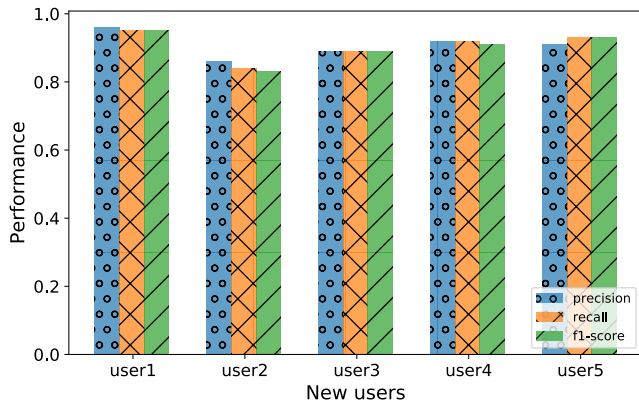 1.0
0.8
0.6
0.4
0.2
0.0
Performance
user1 user2 user3 user4 user5
New users
precision
recall
f1-score